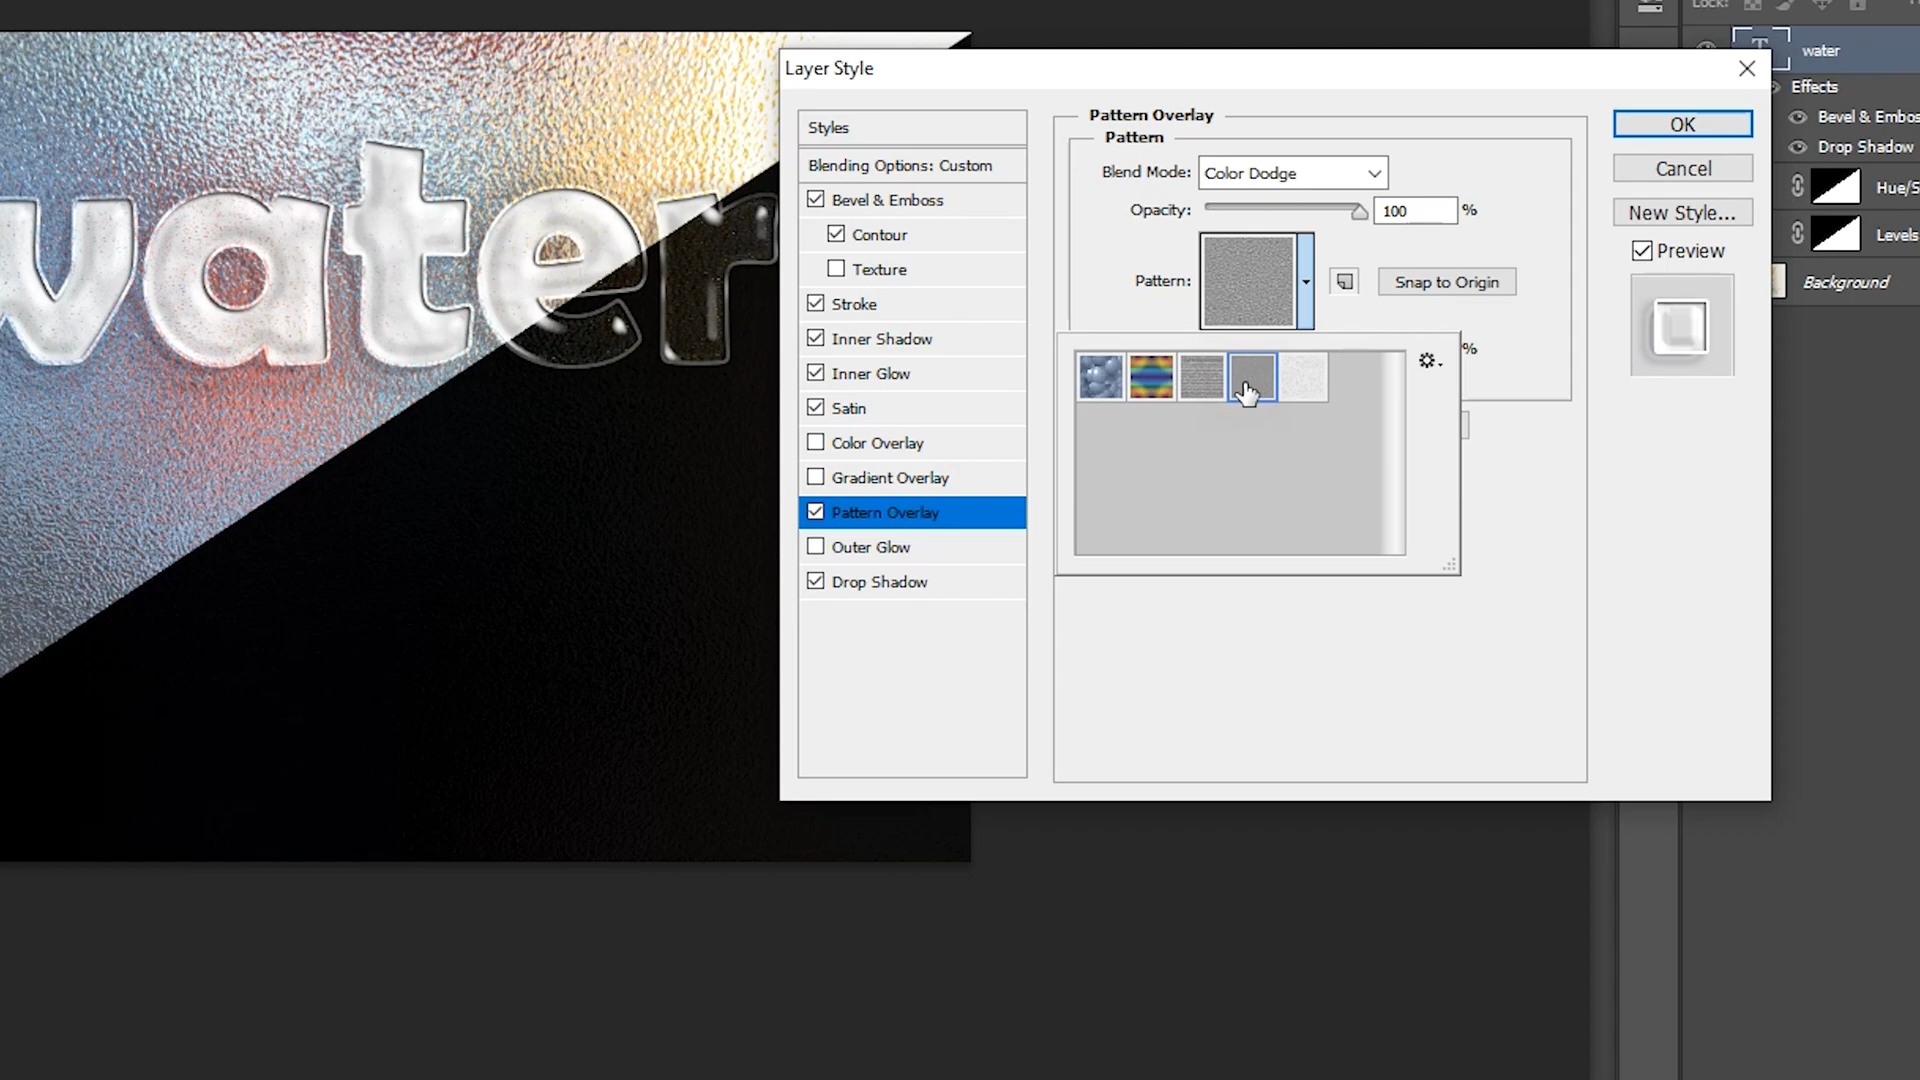 Lock:
water
Layer Style
water
Effects
Bevel & Embos
Drop Shadow
Hue/S
Levels
Background
Styles
Blending Options: Custom
Bevel & Emboss
Contour
Texture
Stroke
Inner Shadow
Inner Glow
Satin
Color Overlay
Gradient Overlay
Pattern Overlay
Outer Glow
Drop Shadow
Pattern Overlay
Pattern
Blend Mode: Color Dodge
Opacity: 100 %
Pattern: Snap to Origin
%
OK
Cancel
New Style...
Preview